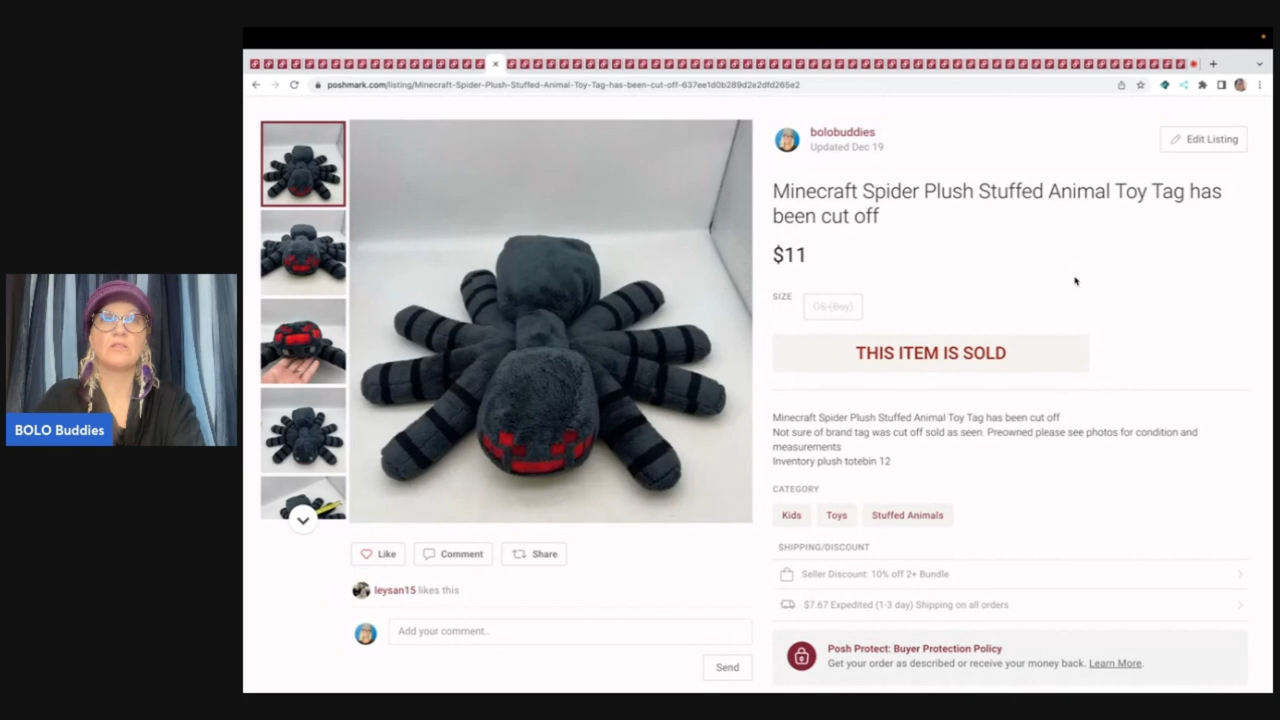 poshmark.com/listing/Minecraft-Spider-Plush-Stuffed-Animal-Toy-Tag-has-been-cut-off-637ee1d0b289d2e2dfd265e2
bolobuddies
Updated Dec 19
Edit Listing
Minecraft Spider Plush Stuffed Animal Toy Tag has
been cut off
$11
SIZE
OS (Boy)
THIS ITEM IS SOLD
Minecraft Spider Plush Stuffed Animal Toy Tag has been cut off
Not sure of brand tag was cut off sold as seen. Preowned please see photos for condition and
measurements
Inventory plush totebin 12
CATEGORY
Kids
Toys
Stuffed Animals
SHIPPING/DISCOUNT
Seller Discount: 10% off 2+ Bundle
$7.67 Expedited (1-3 day) Shipping on all orders
Posh Protect: Buyer Protection Policy
Get your order as described or receive your money back. Learn More.
Like
Comment
Share
leysan15 likes this
Add your comment..
Send
BOLO Buddies